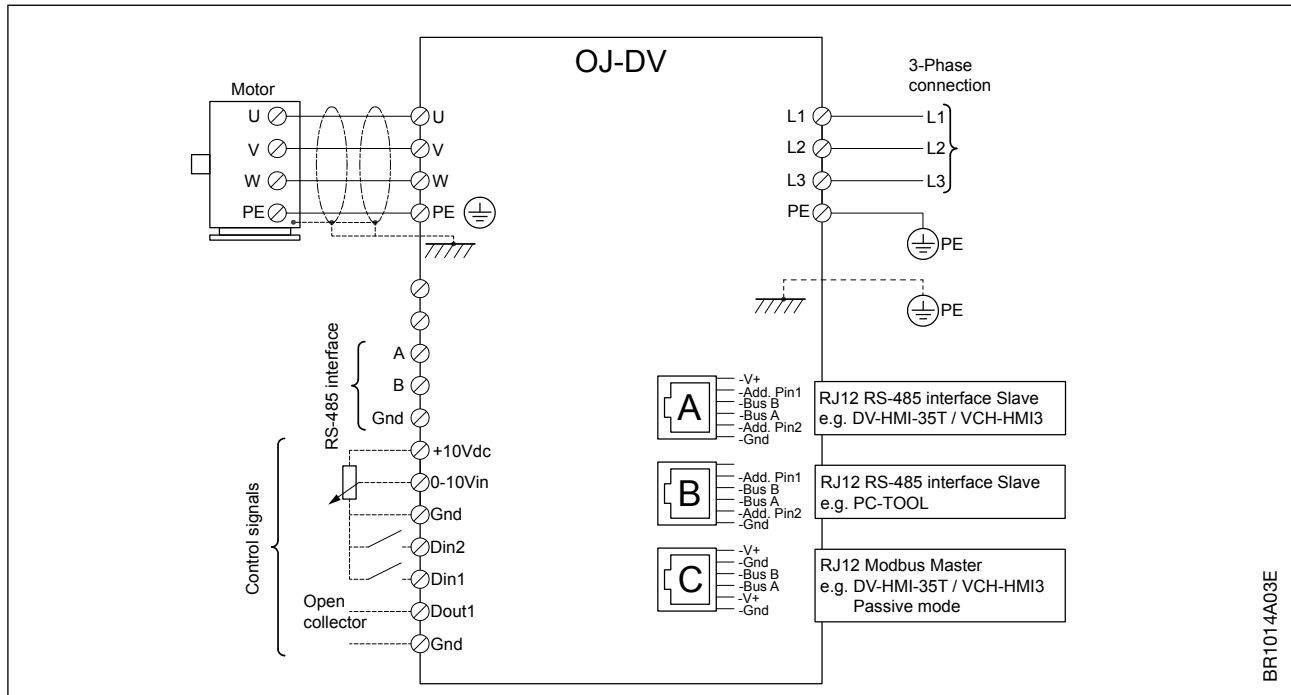 OJ-DV
Motor
U
V
W
PE
U
V
W
PE
3-Phase
connection
L1
L2
L3
PE
L1
L2
L3
PE
PE
RS-485 interface
A
B
Gnd
Control signals
+10Vdc
0-10Vin
Gnd
Din2
Din1
Open
collector
Dout1
Gnd
A
-V+
-Add. Pin1
-Bus B
-Bus A
-Add. Pin2
-Gnd
RJ12 RS-485 interface Slave
e.g. DV-HMI-35T / VCH-HMI3
B
-Add. Pin1
-Bus B
-Bus A
-Add. Pin2
-Gnd
RJ12 RS-485 interface Slave
e.g. PC-TOOL
C
-V+
-Gnd
-Bus B
-Bus A
-V+
-Gnd
RJ12 Modbus Master
e.g. DV-HMI-35T / VCH-HMI3
Passive mode
BR1014A03E